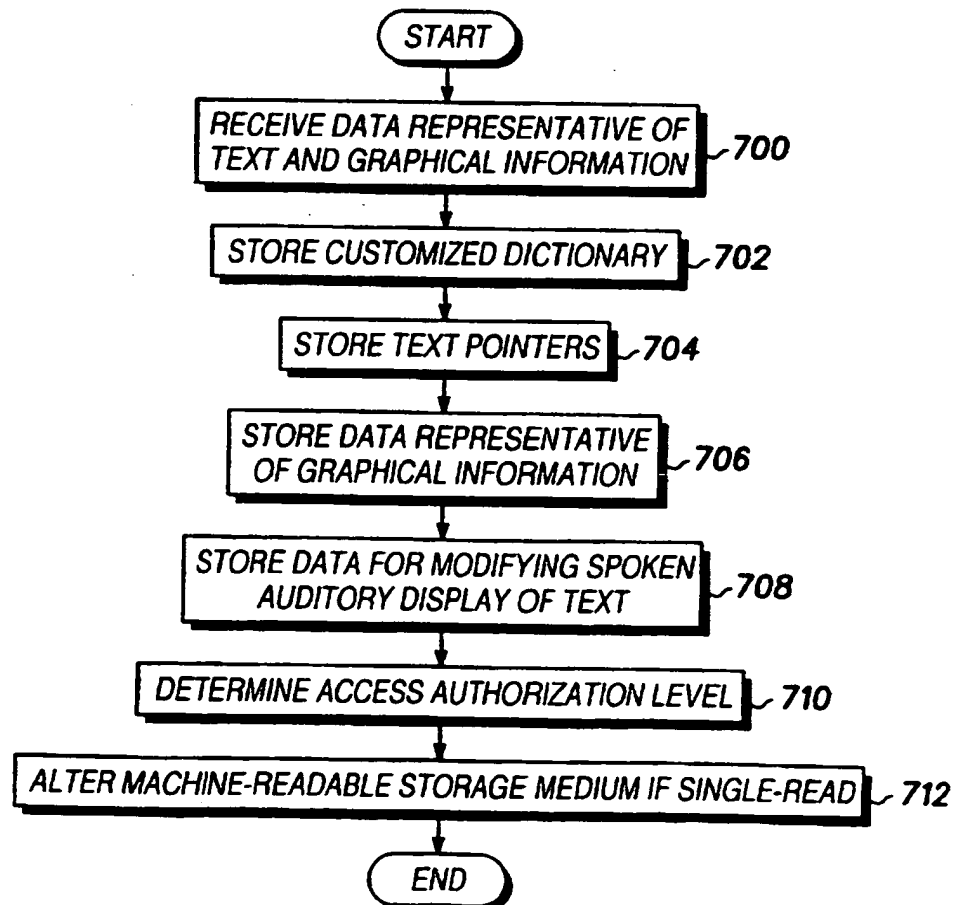 START
RECEIVE DATA REPRESENTATIVE OF
TEXT AND GRAPHICAL INFORMATION
700
STORE CUSTOMIZED DICTIONARY
702
STORE TEXT POINTERS
704
STORE DATA REPRESENTATIVE
OF GRAPHICAL INFORMATION
706
STORE DATA FOR MODIFYING SPOKEN
AUDITORY DISPLAY OF TEXT
708
DETERMINE ACCESS AUTHORIZATION LEVEL
710
ALTER MACHINE-READABLE STORAGE MEDIUM IF SINGLE-READ
712
END